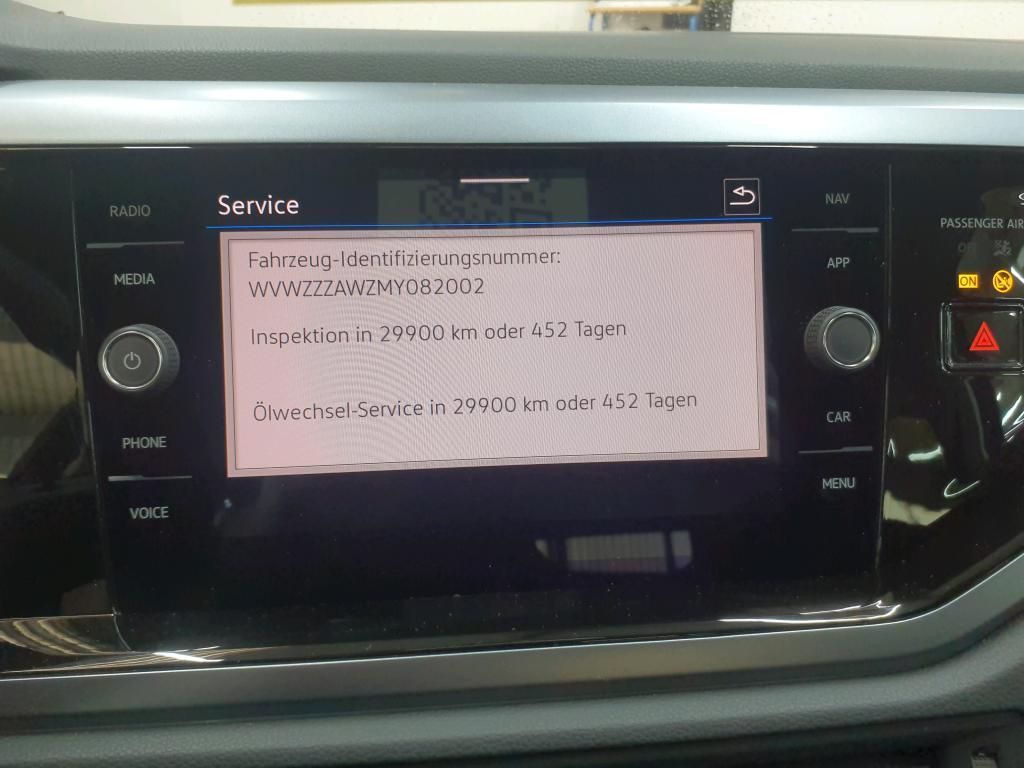 Service
Fahrzeug-Identifizierungsnummer:
WVWZZZAWZMY082002
Inspektion in 29900 km oder 452 Tagen
Ölwechsel-Service in 29900 km oder 452 Tagen
RADIO
MEDIA
PHONE
VOICE
NAV
APP
CAR
MENU
PASSENGER AIR
ON